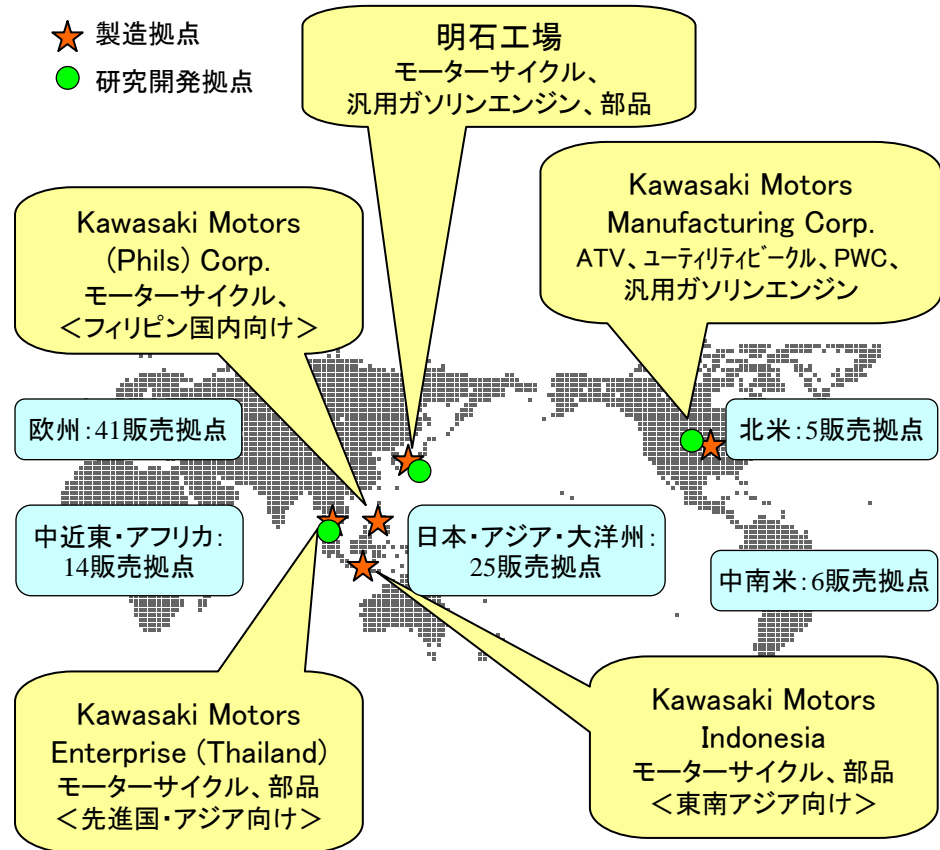 製造拠点
研究開発拠点
明石工場
モーターサイクル、
汎用ガソリンエンジン、部品
Kawasaki Motors
Manufacturing Corp.
ATV、ユーティリティビークル、PWC、
汎用ガソリンエンジン
Kawasaki Motors
(Phils) Corp.
モーターサイクル、
＜フィリピン国内向け＞
欧州：41販売拠点
北米：5販売拠点
中近東・アフリカ：
14販売拠点
日本・アジア・大洋州：
25販売拠点
中南米：6販売拠点
Kawasaki Motors
Enterprise (Thailand)
モーターサイクル、部品
＜先進国・アジア向け＞
Kawasaki Motors
Indonesia
モーターサイクル、部品
＜東南アジア向け＞